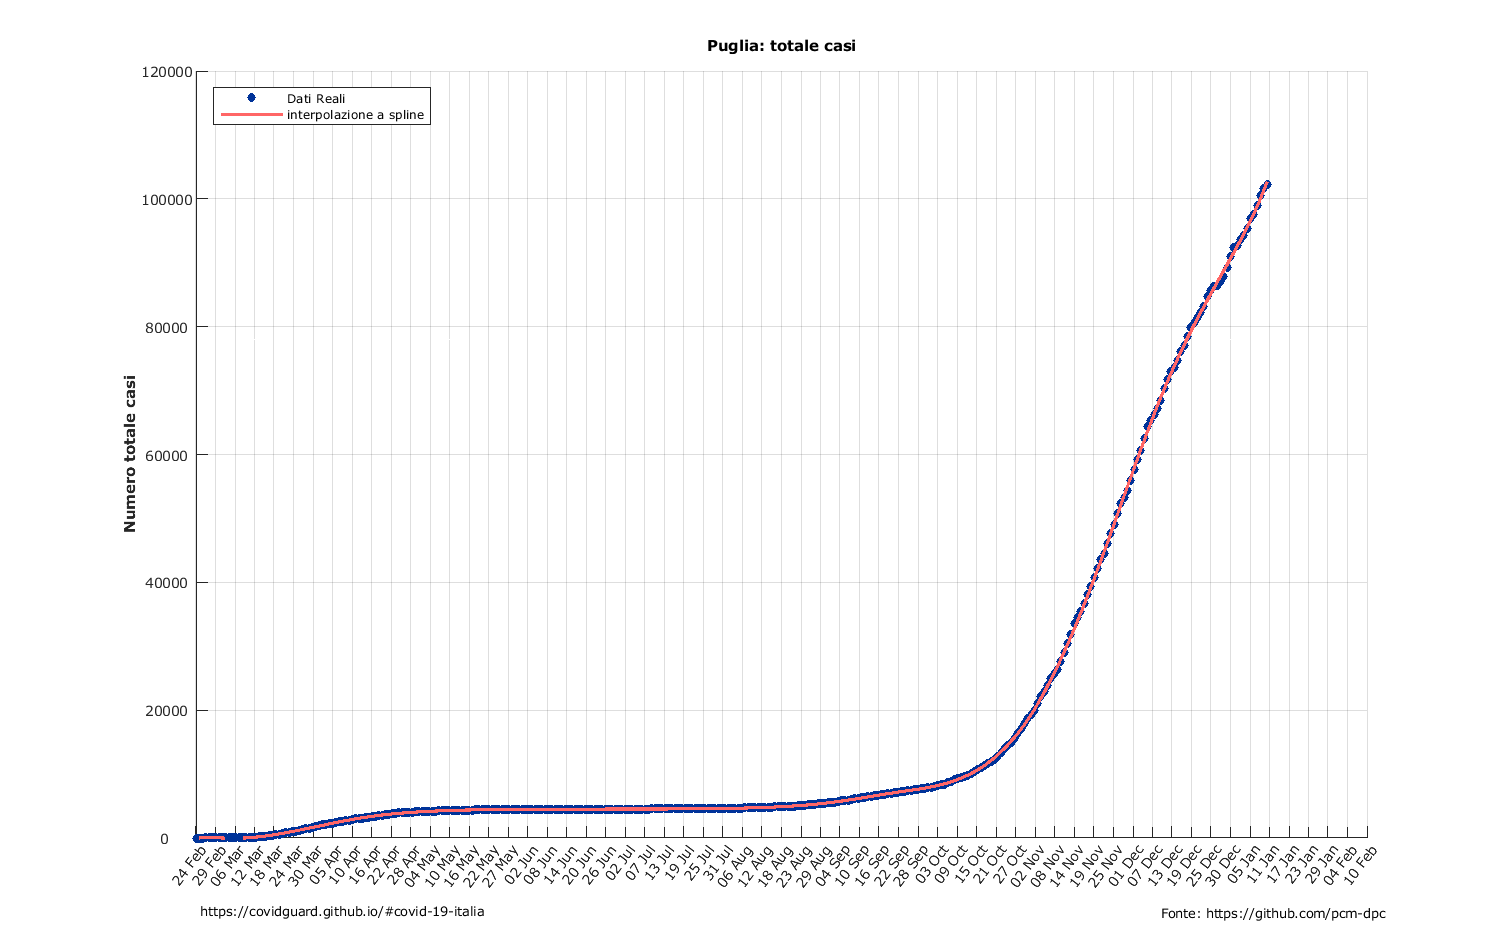 Puglia: totale casi
Dati Reali
interpolazione a spline
Numero totale casi
120000
100000
80000
60000
40000
20000
0
24 Feb
29 Feb
06 Mar
12 Mar
18 Mar
24 Mar
30 Mar
05 Apr
10 Apr
16 Apr
22 Apr
28 Apr
04 May
10 May
16 May
22 May
27 May
02 Jun
08 Jun
14 Jun
20 Jun
26 Jun
02 Jul
07 Jul
13 Jul
19 Jul
25 Jul
31 Jul
06 Aug
12 Aug
18 Aug
23 Aug
29 Aug
04 Sep
10 Sep
16 Sep
22 Sep
28 Sep
03 Oct
09 Oct
15 Oct
21 Oct
27 Oct
02 Nov
08 Nov
14 Nov
19 Nov
25 Nov
01 Dec
07 Dec
13 Dec
19 Dec
25 Dec
30 Dec
05 Jan
11 Jan
17 Jan
23 Jan
29 Jan
04 Feb
10 Feb
https://covidguard.github.io/#covid-19-italia
Fonte: https://github.com/pcm-dpc